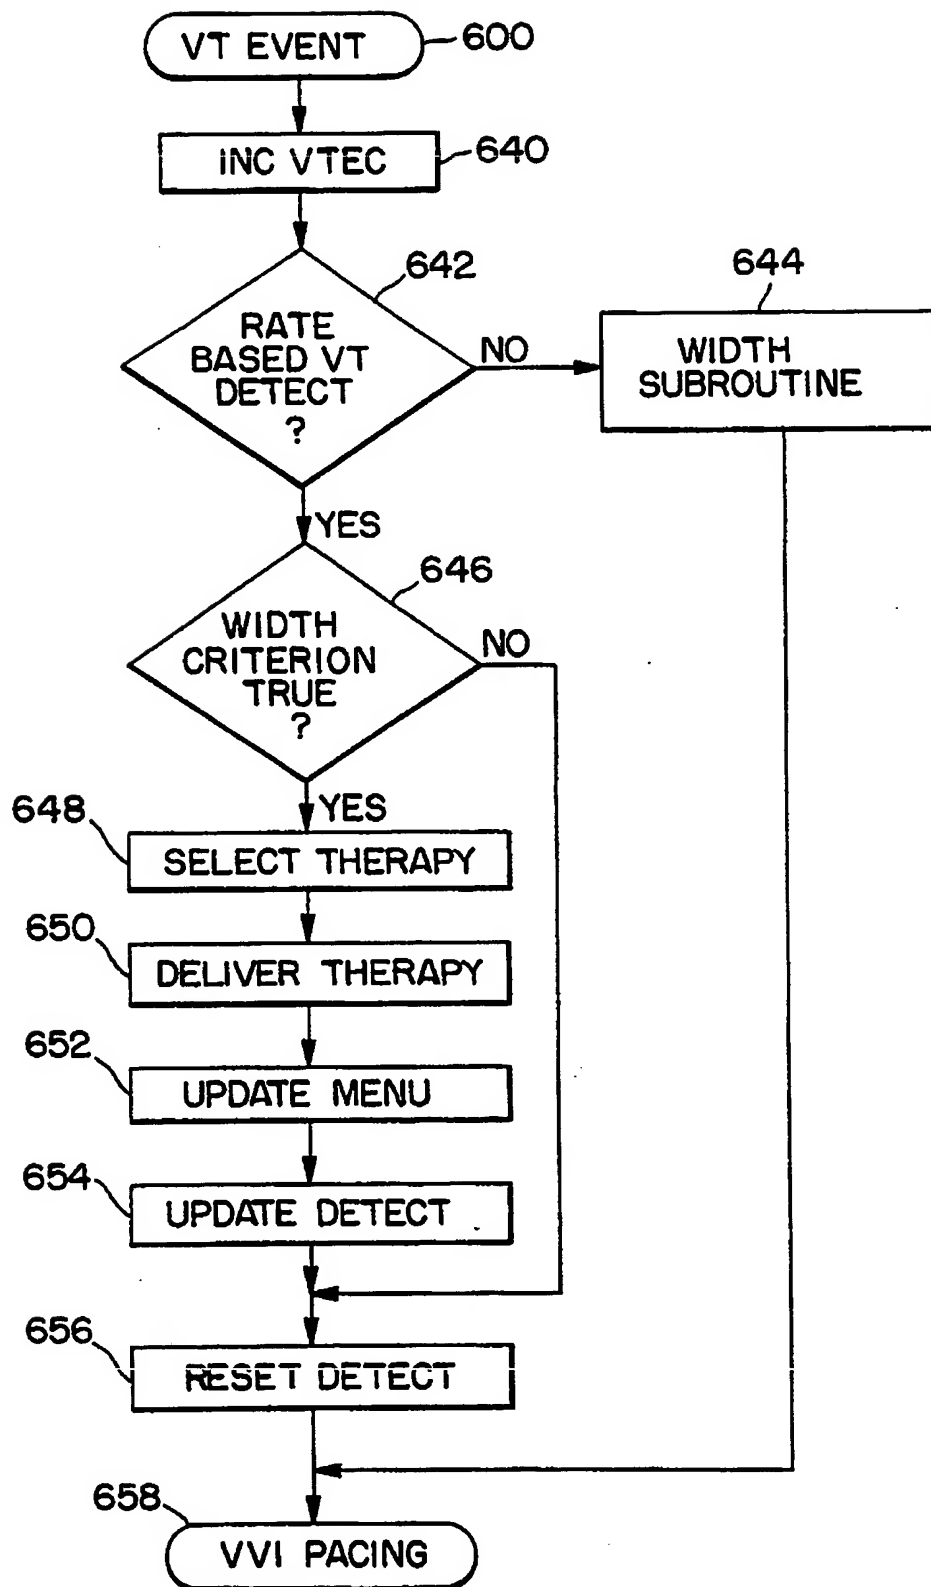 VT EVENT
600
INC VTEC
640
642
RATE
BASED VT
DETECT
?
NO
644
WIDTH
SUBROUTINE
YES
646
WIDTH
CRITERION
TRUE
?
NO
YES
648
SELECT THERAPY
650
DELIVER THERAPY
652
UPDATE MENU
654
UPDATE DETECT
656
RESET DETECT
658
VVI PACING